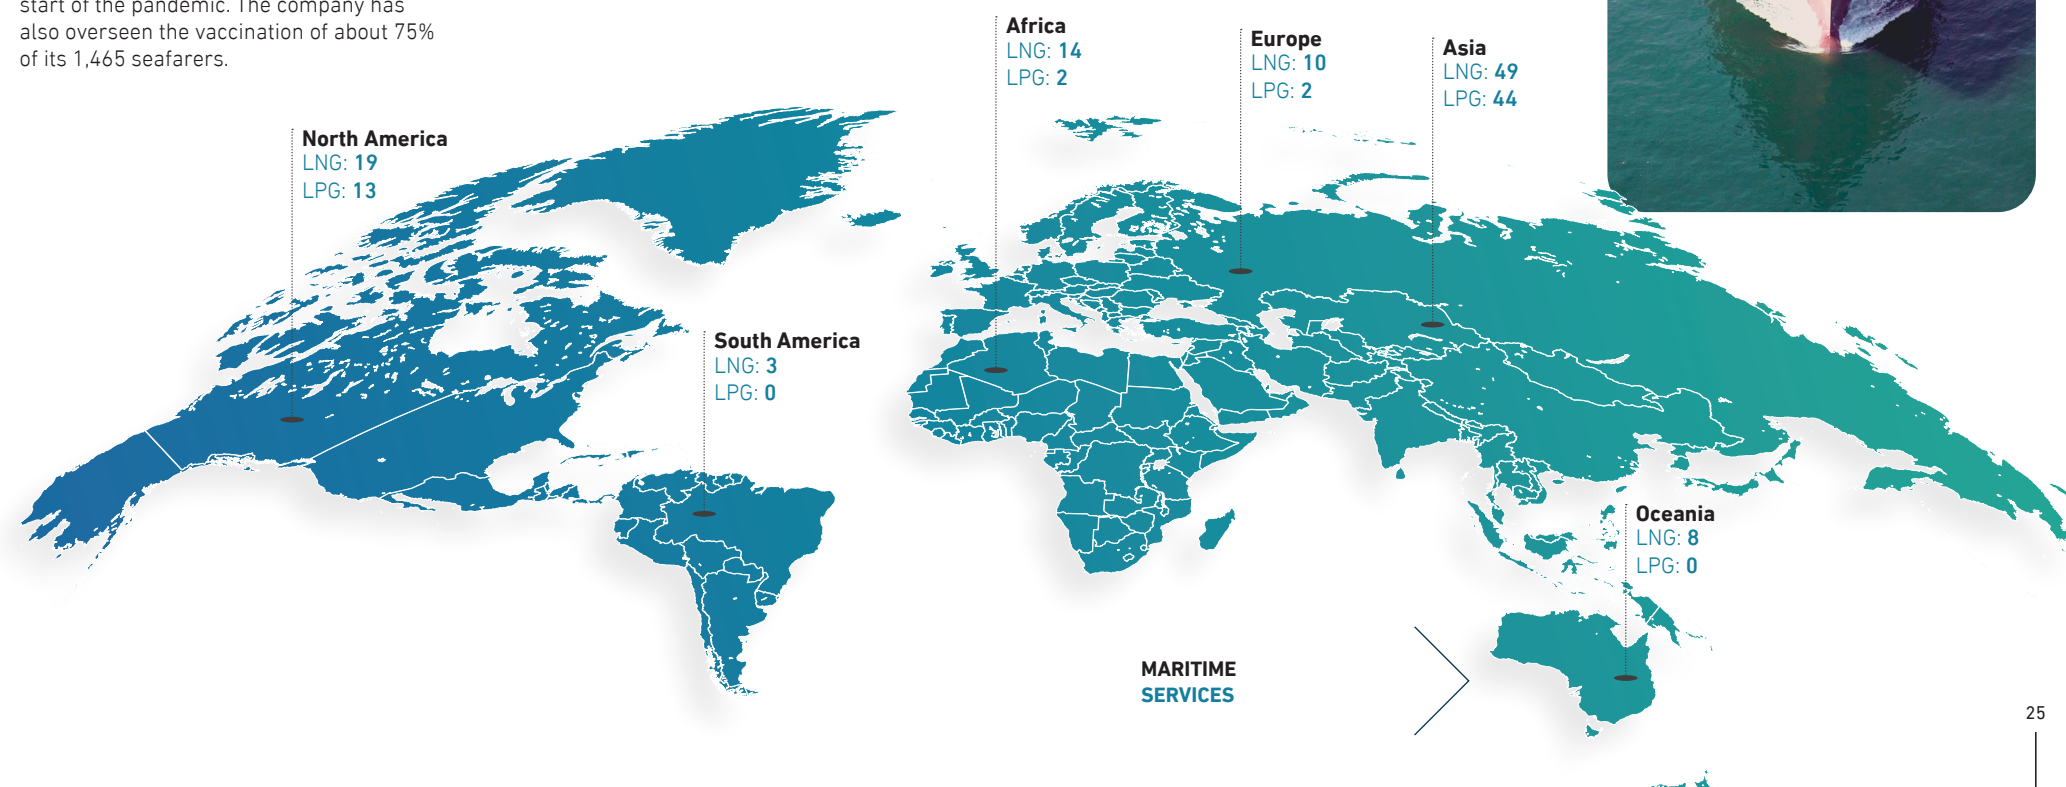 start of the pandemic. The company has
also overseen the vaccination of about 75%
of its 1,465 seafarers.
Africa
LNG: 14
LPG: 2
Europe
LNG: 10
LPG: 2
Asia
LNG: 49
LPG: 44
North America
LNG: 19
LPG: 13
South America
LNG: 3
LPG: 0
Oceania
LNG: 8
LPG: 0
MARITIME
SERVICES
25